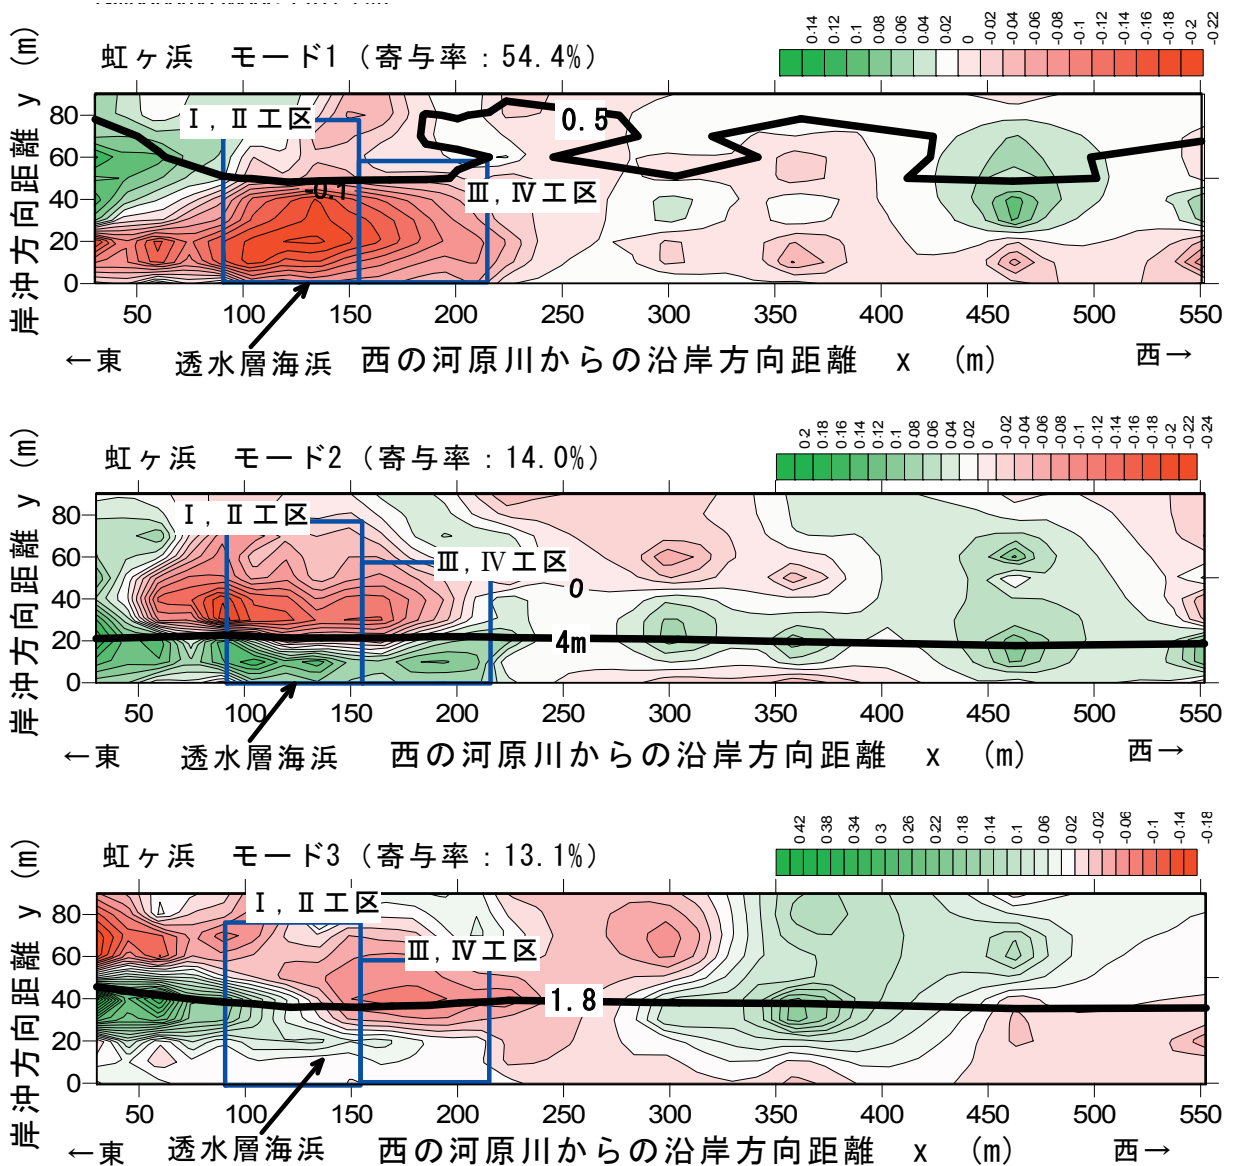 虹ヶ浜 モード1 (寄与率：54.4%)
0.14 0.12 0.1 0.08 0.06 0.04 0.02 0 -0.02 -0.04 -0.06 -0.08 -0.1 -0.12 -0.14 -0.16 -0.18 -0.2 -0.22
岸沖方向距離 y (m)
80
60
40
20
0
Ⅰ, Ⅱ工区
0.5
-0.1
Ⅲ, Ⅳ工区
50 100 150 200 250 300 350 400 450 500 550
←東 透水層海浜 西の河原川からの沿岸方向距離 x (m) 西→
虹ヶ浜 モード2 (寄与率：14.0%)
0.2 0.18 0.16 0.14 0.12 0.1 0.08 0.06 0.04 0.02 0 -0.02 -0.04 -0.06 -0.08 -0.1 -0.12 -0.14 -0.16 -0.18 -0.2 -0.22 -0.24
岸沖方向距離 y (m)
80
60
40
20
0
Ⅰ, Ⅱ工区
Ⅲ, Ⅳ工区
0
4m
50 100 150 200 250 300 350 400 450 500 550
←東 透水層海浜 西の河原川からの沿岸方向距離 x (m) 西→
虹ヶ浜 モード3 (寄与率：13.1%)
0.42 0.38 0.34 0.3 0.26 0.22 0.18 0.14 0.1 0.06 0.02 -0.02 -0.06 -0.1 -0.14 -0.18
岸沖方向距離 y (m)
80
60
40
20
0
Ⅰ, Ⅱ工区
Ⅲ, Ⅳ工区
1.8
50 100 150 200 250 300 350 400 450 500 550
←東 透水層海浜 西の河原川からの沿岸方向距離 x (m) 西→